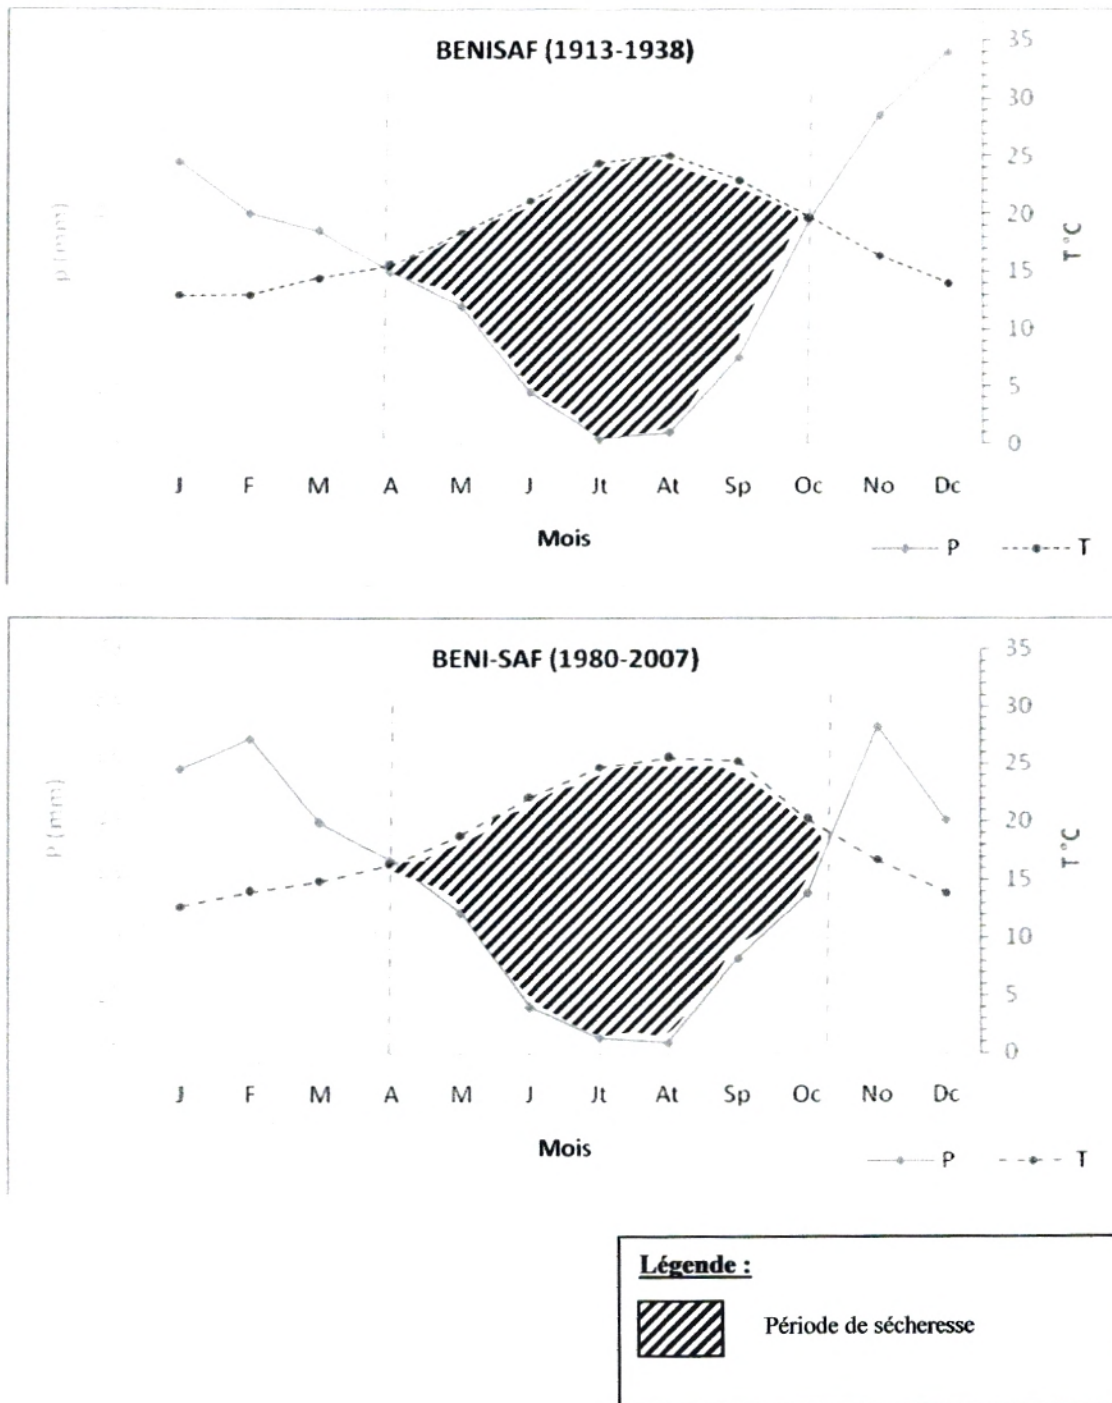 BENISAF (1913-1938)
35
30
25
20
15
10
5
0
p (mm)
T°C
J F M A M J Jt At Sp Oc No Dc
Mois
P T
BENI-SAF (1980-2007)
35
30
25
20
15
10
5
0
P (mm)
T°C
J F M A M J Jt At Sp Oc No Dc
Mois
P T
Légende :
Période de sécheresse